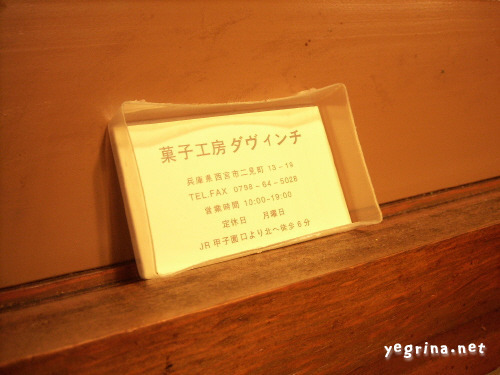 菓子工房ダヴィンチ
兵庫県西宮市二見町 13-15
TEL.FAX 0798-64-5028
営業時間 10:00~19:00
定休日 月曜日
JR甲子園口より北へ徒歩6分
yegrina.net